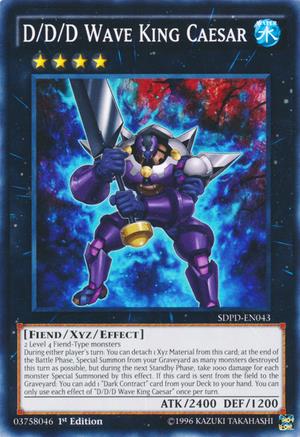 D/D/D Wave King Caesar
WATER
水
SDPD-EN043
[Fiend/Xyz/Effect]
2 Level 4 Fiend-Type monsters
During either player's turn: You can detach 1 Xyz Material from this card; at the end of
the Battle Phase, Special Summon from your Graveyard as many monsters destroyed
this turn as possible, but during the next Standby Phase, take 1000 damage for each
monster Special Summoned by this effect. If this card is sent from the field to
the Graveyard: You can add 1 "Dark Contract" card from your Deck to your hand. You
can only use each effect of "D/D/D Wave King Caesar" once per turn.
ATK/2400 DEF/1200
03758046 1st Edition ©1996 KAZUKI TAKAHASHI